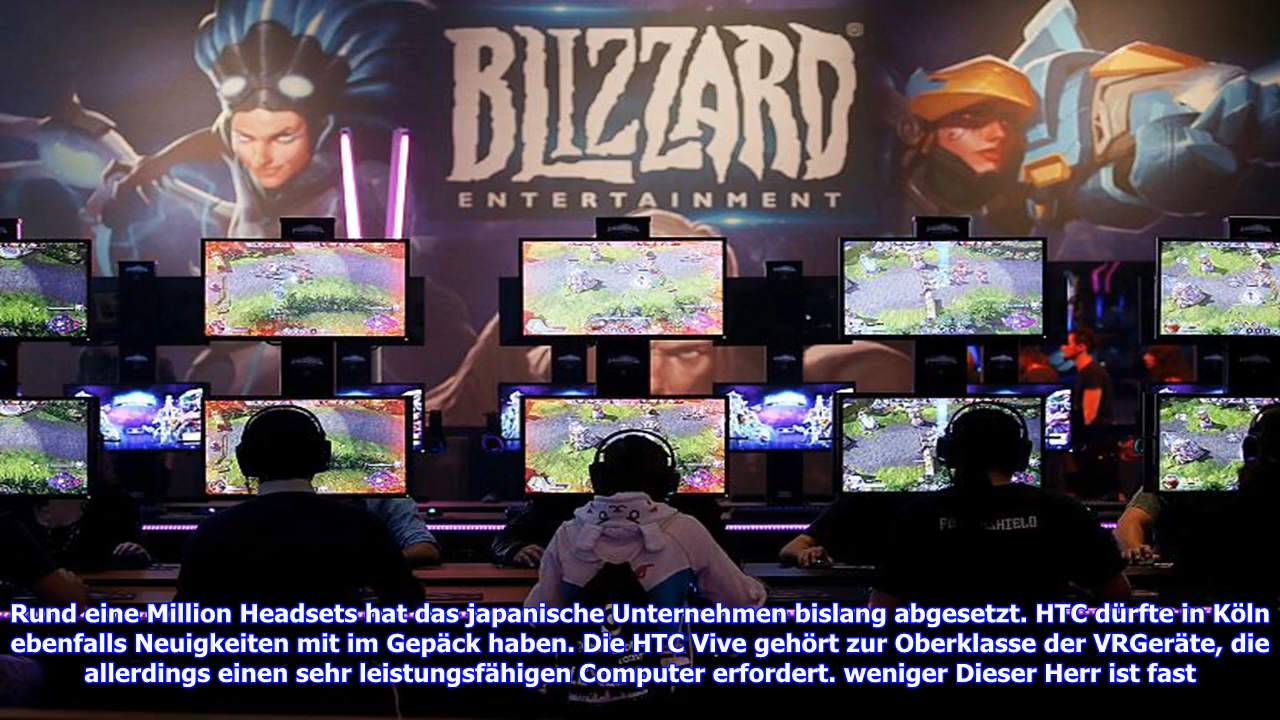 BLIZZARD
ENTERTAINMENT
Rund eine Million Headsets hat das japanische Unternehmen bislang abgesetzt. HTC dürfte in Köln
ebenfalls Neuigkeiten mit im Gepäck haben. Die HTC Vive gehört zur Oberklasse der VRGeräte, die
allerdings einen sehr leistungsfähigen Computer erfordert. weniger Dieser Herr ist fast